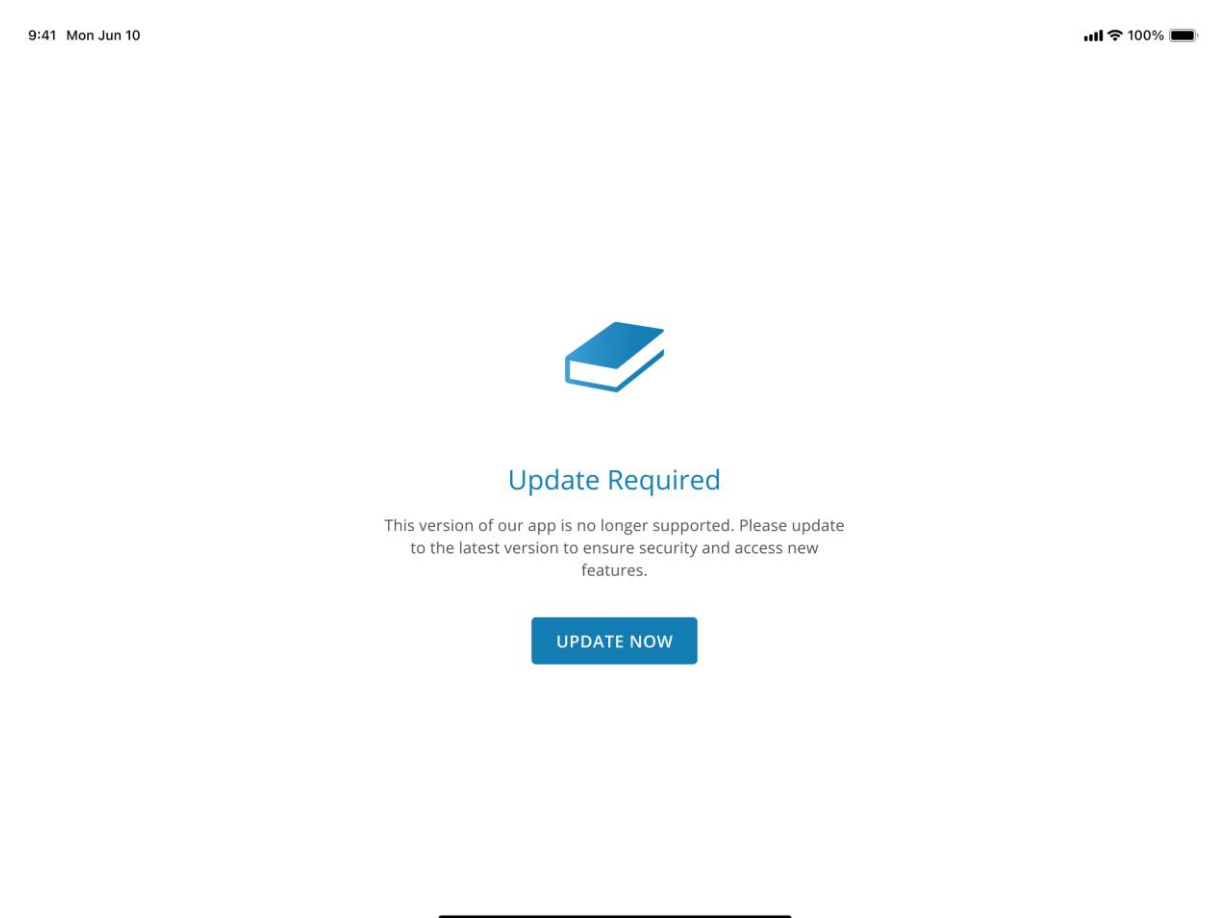 9:41 Mon Jun 10
100%
Update Required
This version of our app is no longer supported. Please update
to the latest version to ensure security and access new
features.
UPDATE NOW